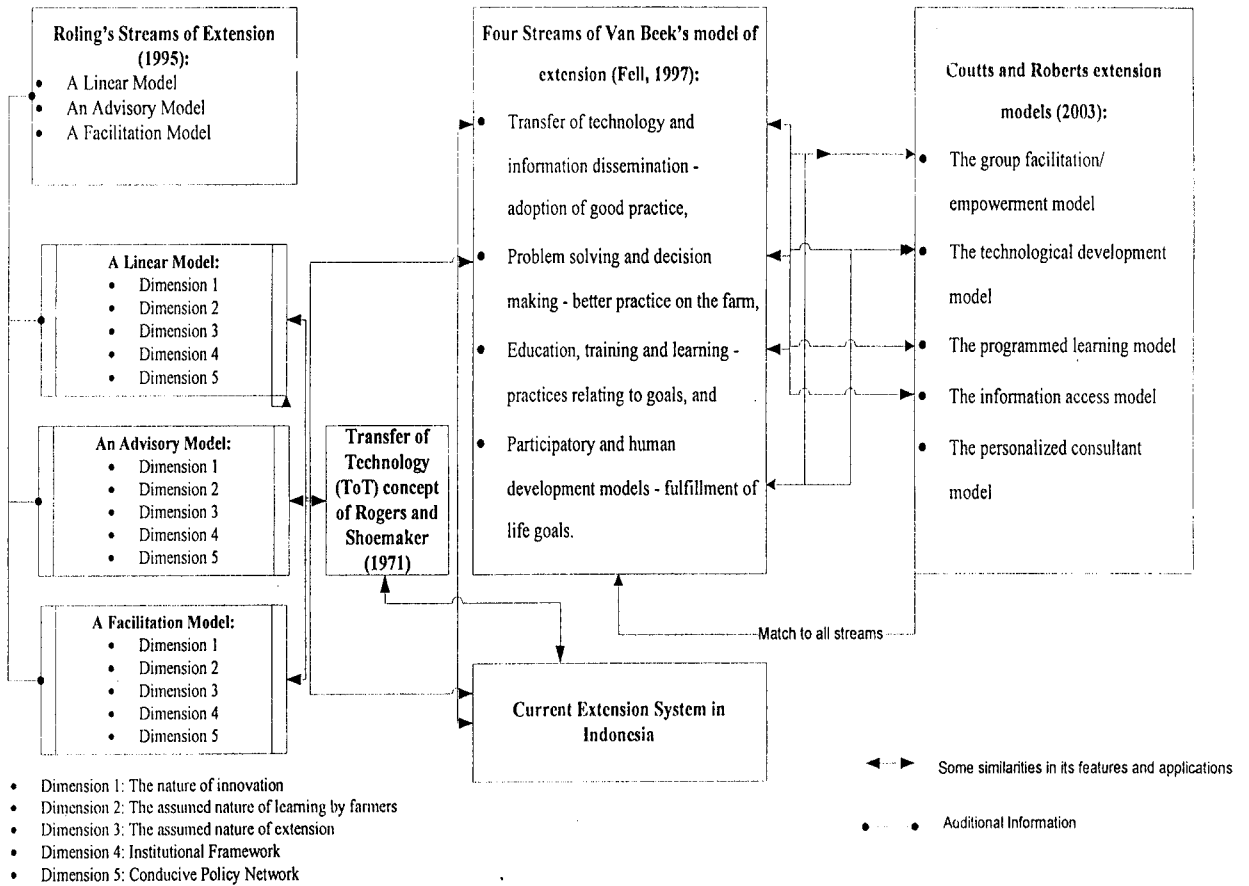 Roling's Streams of Extension
(1995):
• A Linear Model
• An Advisory Model
• A Facilitation Model
A Linear Model:
• Dimension 1
• Dimension 2
• Dimension 3
• Dimension 4
• Dimension 5
An Advisory Model:
• Dimension 1
• Dimension 2
• Dimension 3
• Dimension 4
• Dimension 5
A Facilitation Model:
• Dimension 1
• Dimension 2
• Dimension 3
• Dimension 4
• Dimension 5
Transfer of
Technology
(ToT) concept
of Rogers and
Shoemaker
(1971)
Four Streams of Van Beek's model of
extension (Fell, 1997):
• Transfer of technology and
information dissemination -
adoption of good practice,
• Problem solving and decision
making - better practice on the farm,
• Education, training and learning -
practices relating to goals, and
• Participatory and human
development models - fulfillment of
life goals.
Coutts and Roberts extension
models (2003):
• The group facilitation/
empowerment model
• The technological development
model
• The programmed learning model
• The information access model
• The personalized consultant
model
Match to all streams
Current Extension System in
Indonesia
• Dimension 1: The nature of innovation
• Dimension 2: The assumed nature of learning by farmers
• Dimension 3: The assumed nature of extension
• Dimension 4: Institutional Framework
• Dimension 5: Conducive Policy Network
Some similarities in its features and applications
Additional Information